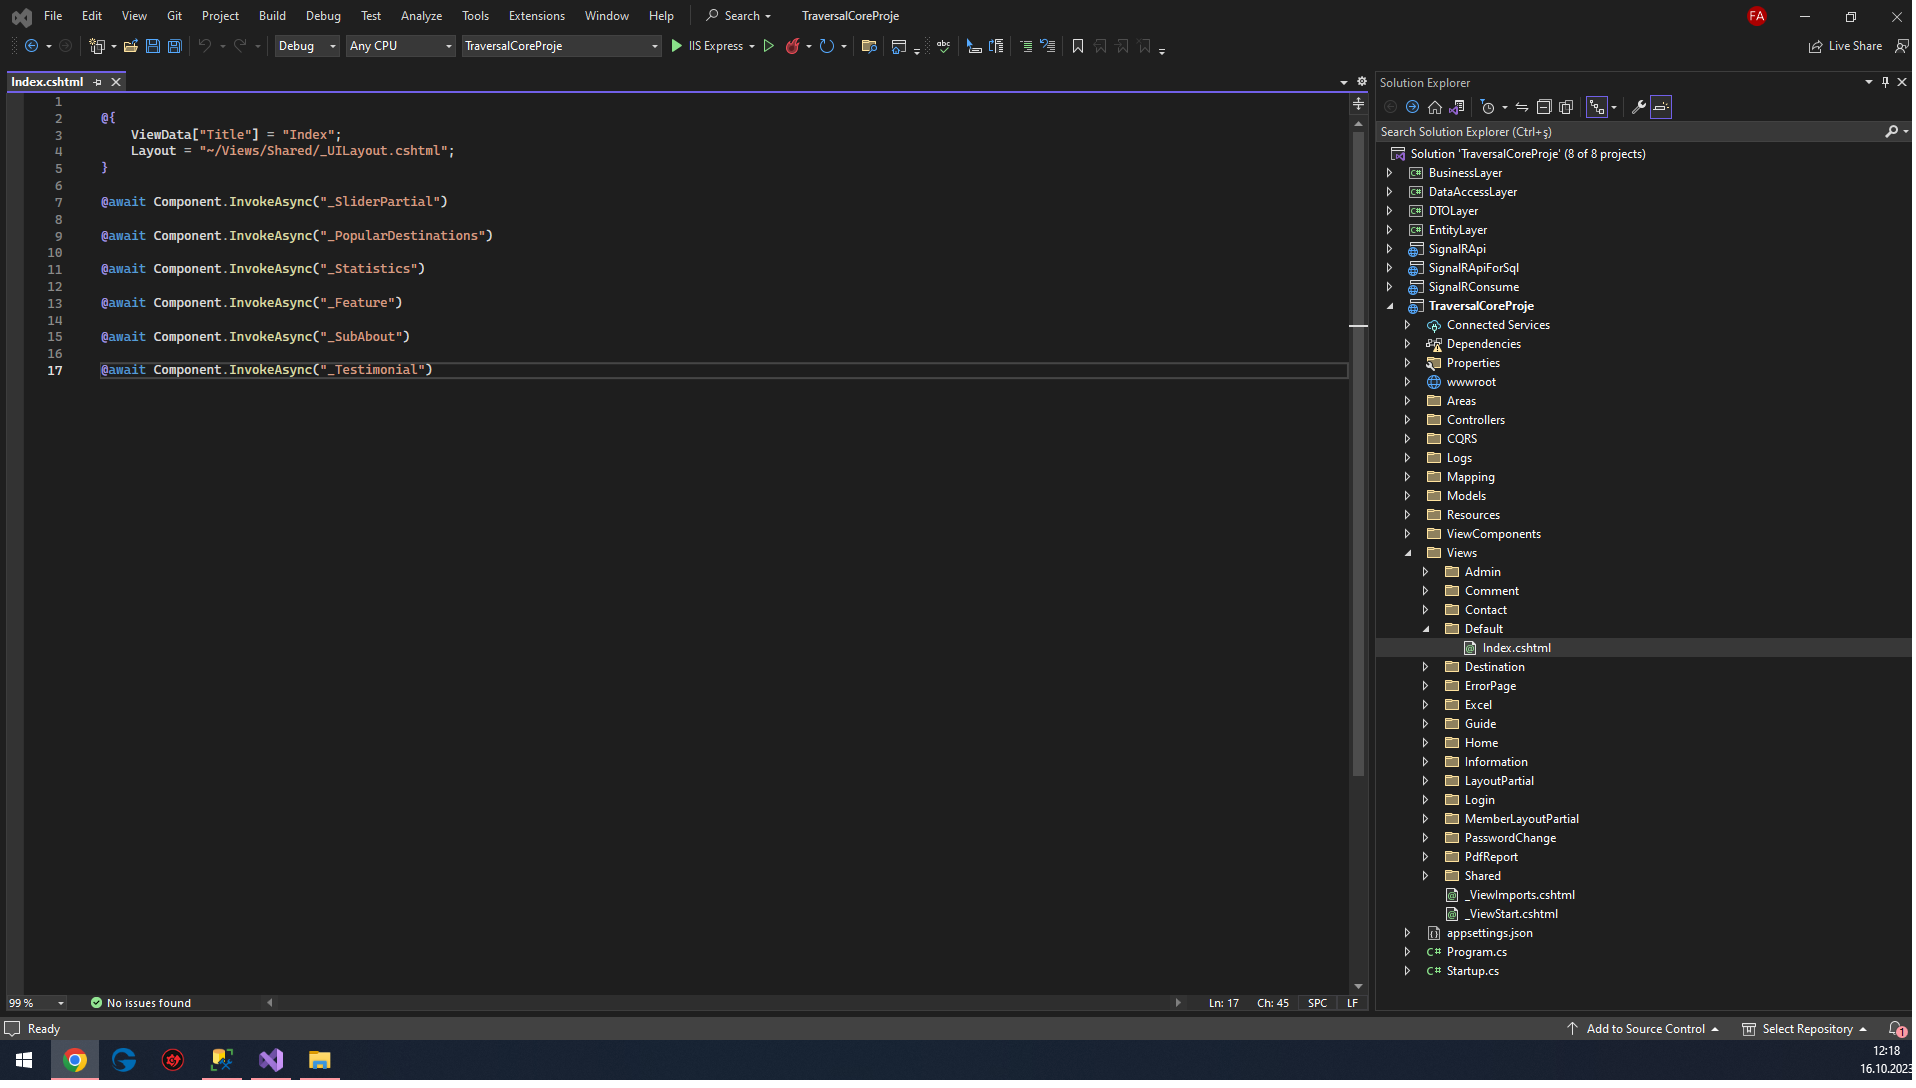 File Edit View Git Project Build Debug Test Analyze Tools Extensions Window Help Search TraversalCoreProje FA
Debug Any CPU TraversalCoreProje IIS Express Live Share
Index.cshtml
1
2 @{
3 ViewData["Title"] = "Index";
4 Layout = "~/Views/Shared/_UILayout.cshtml";
5 }
6
7 @await Component.InvokeAsync("_SliderPartial")
8
9 @await Component.InvokeAsync("_PopularDestinations")
10
11 @await Component.InvokeAsync("_Statistics")
12
13 @await Component.InvokeAsync("_Feature")
14
15 @await Component.InvokeAsync("_SubAbout")
16
17 @await Component.InvokeAsync("_Testimonial")
99 % No issues found Ln: 17 Ch: 45 SPC LF
Solution Explorer
Search Solution Explorer (Ctrl+ş)
Solution 'TraversalCoreProje' (8 of 8 projects)
C# BusinessLayer
C# DataAccessLayer
C# DTOLayer
C# EntityLayer
SignalRApi
SignalRApiForSql
SignalRConsume
TraversalCoreProje
Connected Services
Dependencies
Properties
wwwroot
Areas
Controllers
CQRS
Logs
Mapping
Models
Resources
ViewComponents
Views
Admin
Comment
Contact
Default
Index.cshtml
Destination
ErrorPage
Excel
Guide
Home
Information
LayoutPartial
Login
MemberLayoutPartial
PasswordChange
PdfReport
Shared
_ViewImports.cshtml
_ViewStart.cshtml
appsettings.json
C# Program.cs
C# Startup.cs
Ready Add to Source Control Select Repository 1
12:18
16.10.2023